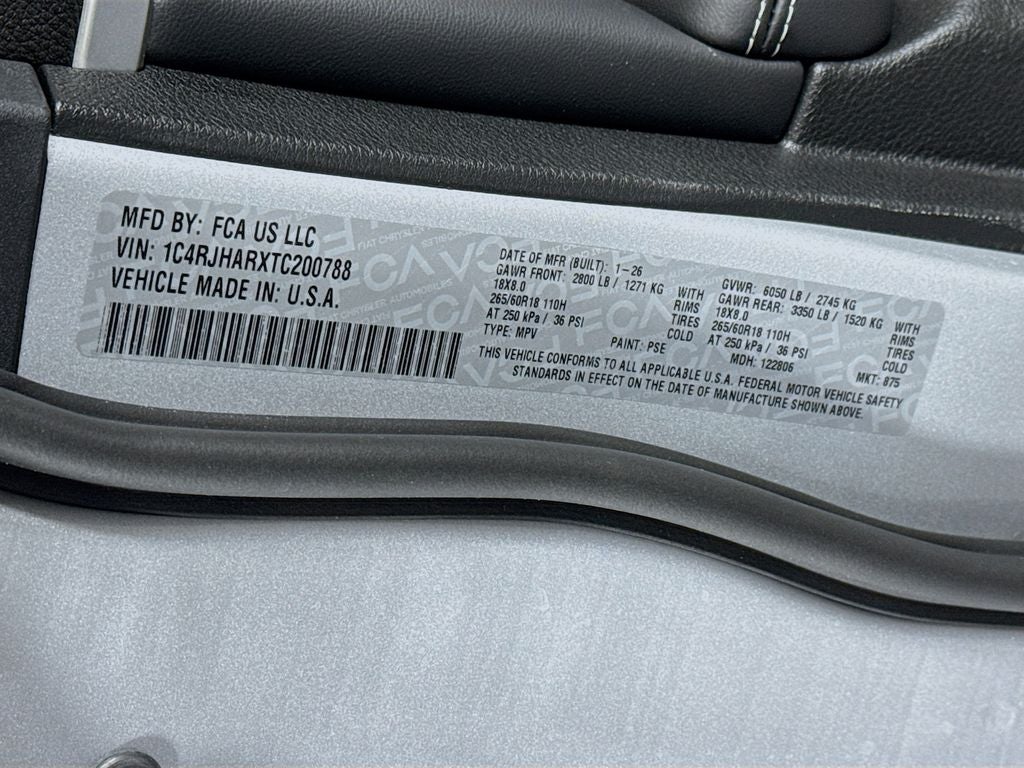 MFD BY: FCA US LLC
VIN: 1C4RJHARXTC200788
VEHICLE MADE IN: U.S.A.
DATE OF MFR (BUILT): 1-26
GAWR FRONT: 2800 LB / 1271 KG WITH
18X8.0 RIMS
265/60R18 110H TIRES
AT 250 kPa / 36 PSI COLD
TYPE: MPV PAINT: PSE
GVWR: 6050 LB / 2745 KG
GAWR REAR: 3350 LB / 1520 KG WITH
18X8.0 RIMS
265/60R18 110H TIRES
AT 250 kPa / 36 PSI COLD
MDH: 122806 MKT: 875
THIS VEHICLE CONFORMS TO ALL APPLICABLE U.S.A. FEDERAL MOTOR VEHICLE SAFETY
STANDARDS IN EFFECT ON THE DATE OF MANUFACTURE SHOWN ABOVE.